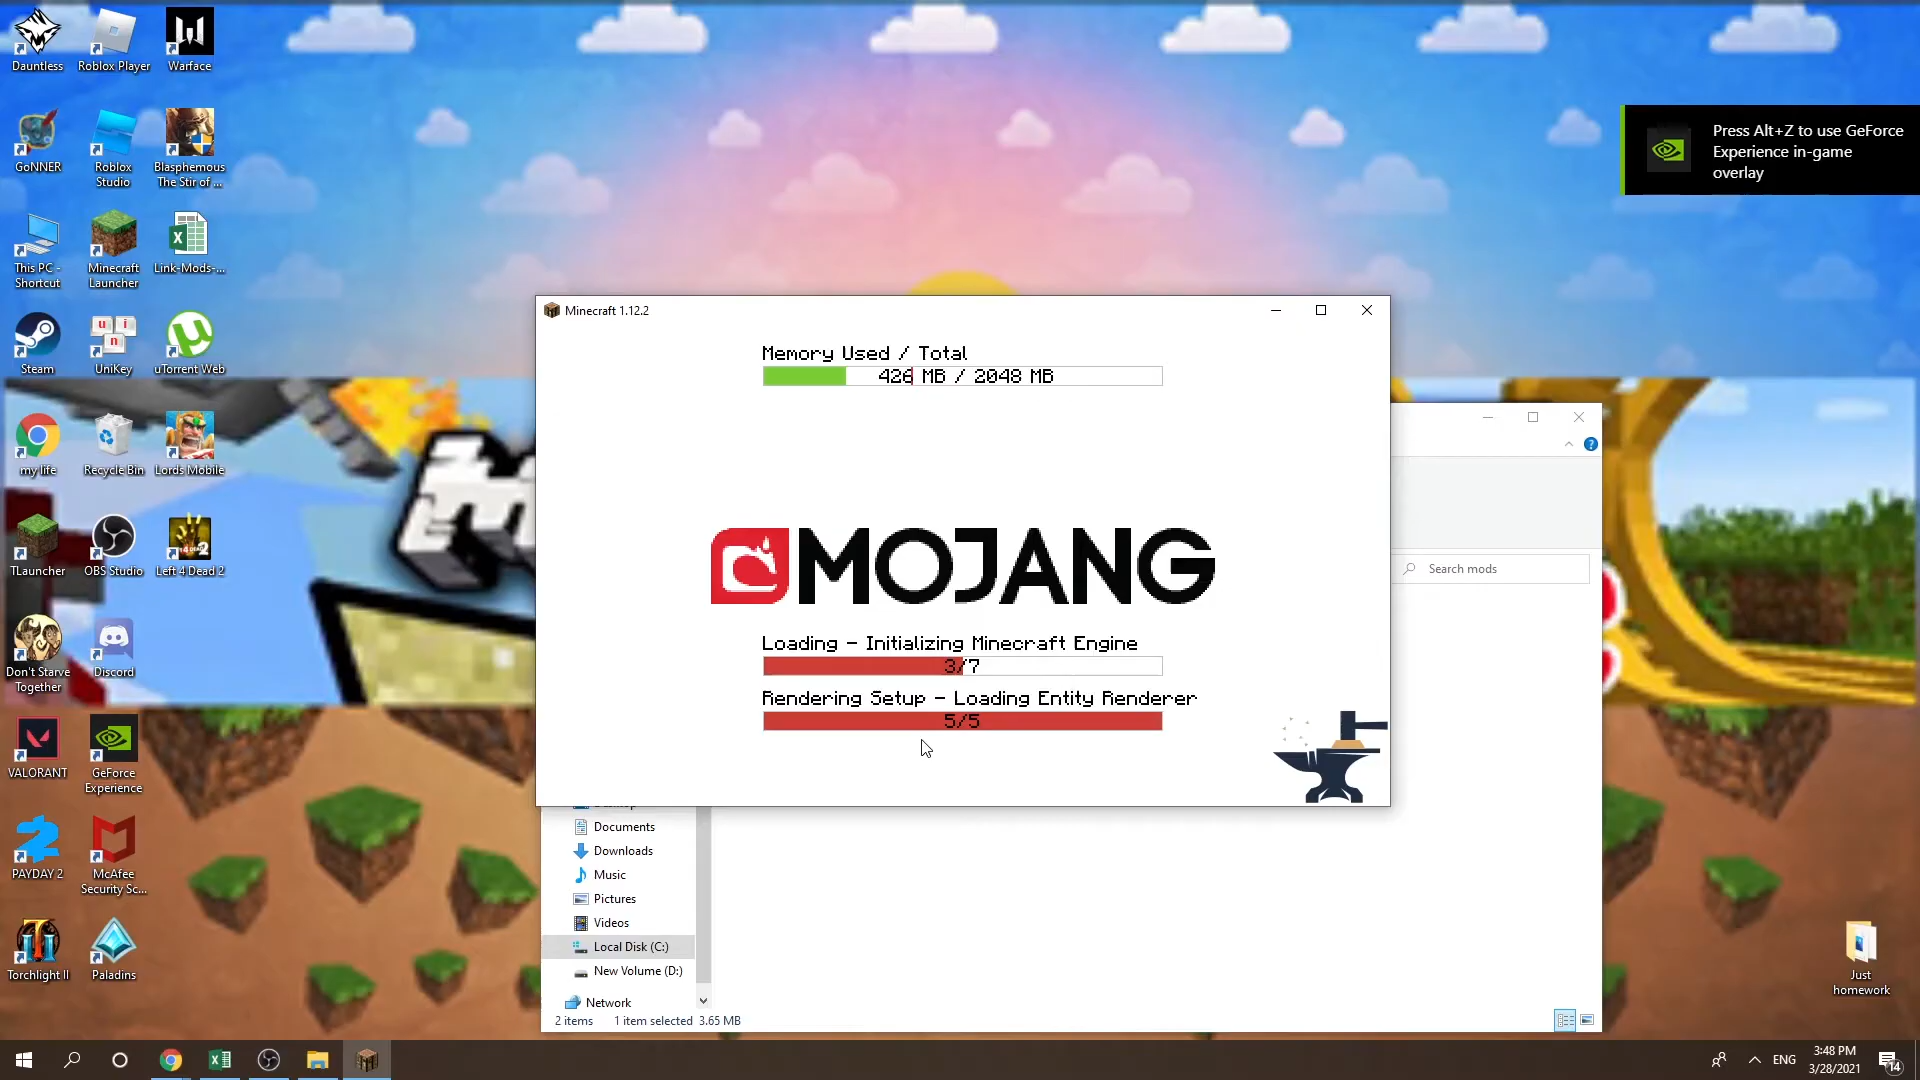 Dauntless
Roblox Player
Warface
GoNNER
Roblox
Studio
Blasphemous
The Stir of ...
This PC -
Shortcut
Minecraft
Launcher
Link-Mods-...
Steam
UniKey
uTorrent Web
my life
Recycle Bin
Lords Mobile
TLauncher
OBS Studio
Left 4 Dead 2
Don't Starve
Together
Discord
VALORANT
GeForce
Experience
PAYDAY 2
McAfee
Security Sc...
Torchlight II
Paladins
Press Alt+Z to use GeForce
Experience in-game
overlay
Minecraft 1.12.2
Memory Used / Total
426 MB / 2048 MB
MOJANG
Loading - Initializing Minecraft Engine
3/7
Rendering Setup - Loading Entity Renderer
5/5
Search mods
Documents
Downloads
Music
Pictures
Videos
Local Disk (C:)
New Volume (D:)
Network
2 items 1 item selected 3.65 MB
Just
homework
ENG
3:48 PM
3/28/2021
14